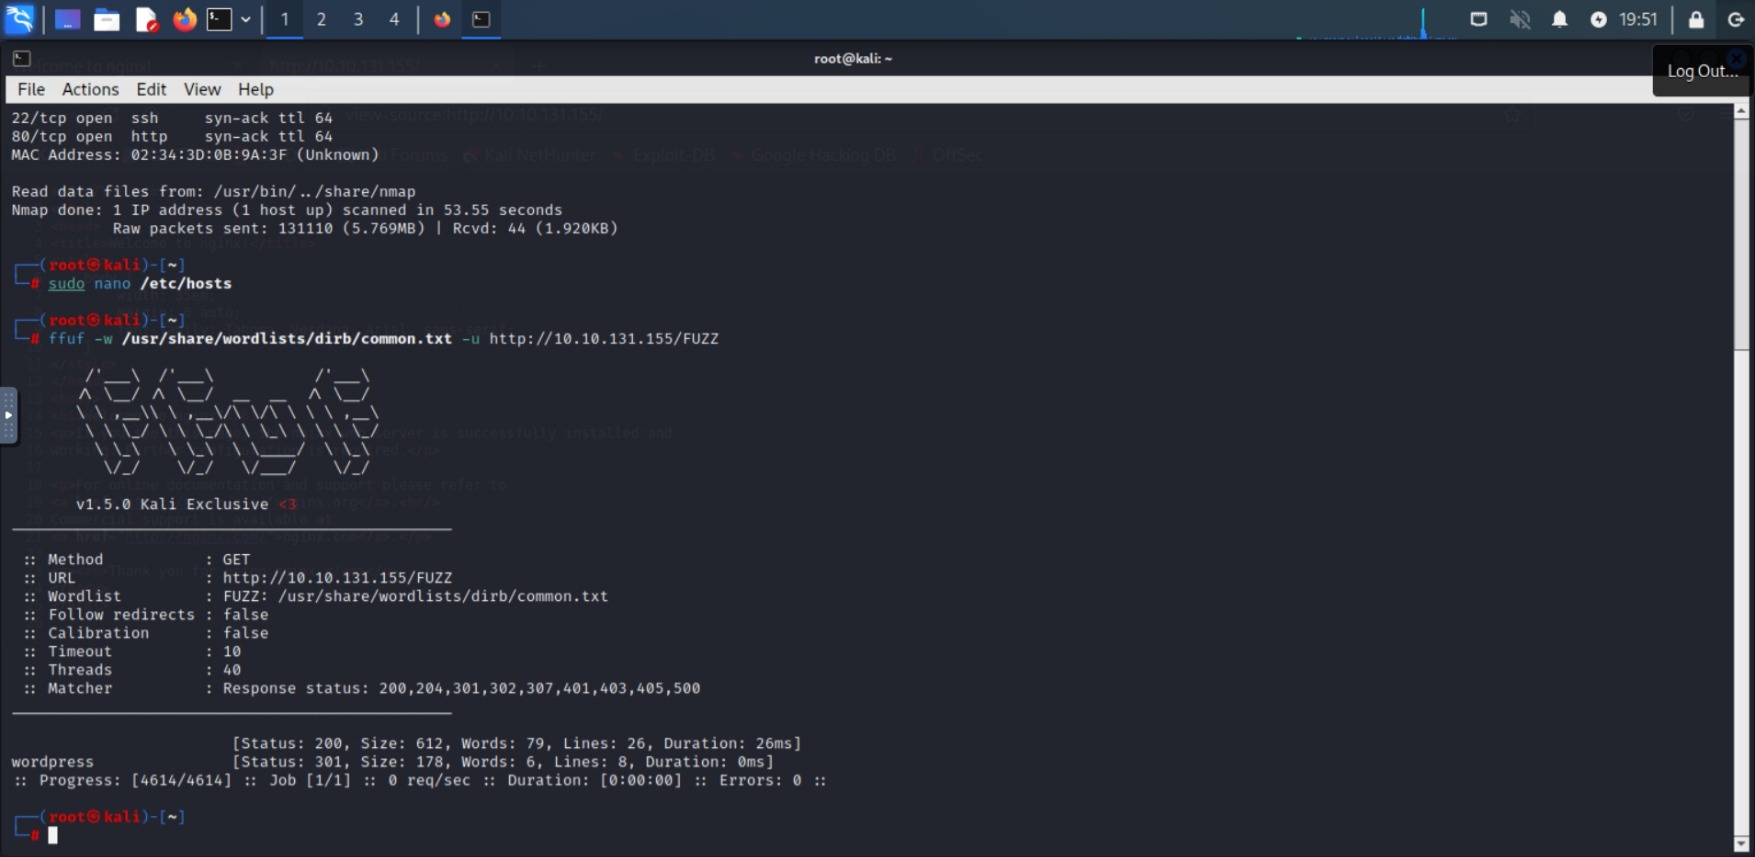 1 2 3 4 19:51
root@kali: ~
Log Out...
File Actions Edit View Help
22/tcp open ssh syn-ack ttl 64
80/tcp open http syn-ack ttl 64
MAC Address: 02:34:3D:0B:9A:3F (Unknown)
Read data files from: /usr/bin/../share/nmap
Nmap done: 1 IP address (1 host up) scanned in 53.55 seconds
Raw packets sent: 131110 (5.769MB) | Rcvd: 44 (1.920KB)
┌──(root㉿kali)-[~]
└─# sudo nano /etc/hosts
┌──(root㉿kali)-[~]
└─# ffuf -w /usr/share/wordlists/dirb/common.txt -u http://10.10.131.155/FUZZ
v1.5.0 Kali Exclusive <3
:: Method : GET
:: URL : http://10.10.131.155/FUZZ
:: Wordlist : FUZZ: /usr/share/wordlists/dirb/common.txt
:: Follow redirects : false
:: Calibration : false
:: Timeout : 10
:: Threads : 40
:: Matcher : Response status: 200,204,301,302,307,401,403,405,500
[Status: 200, Size: 612, Words: 79, Lines: 26, Duration: 26ms]
wordpress [Status: 301, Size: 178, Words: 6, Lines: 8, Duration: 0ms]
:: Progress: [4614/4614] :: Job [1/1] :: 0 req/sec :: Duration: [0:00:00] :: Errors: 0 ::
┌──(root㉿kali)-[~]
└─#